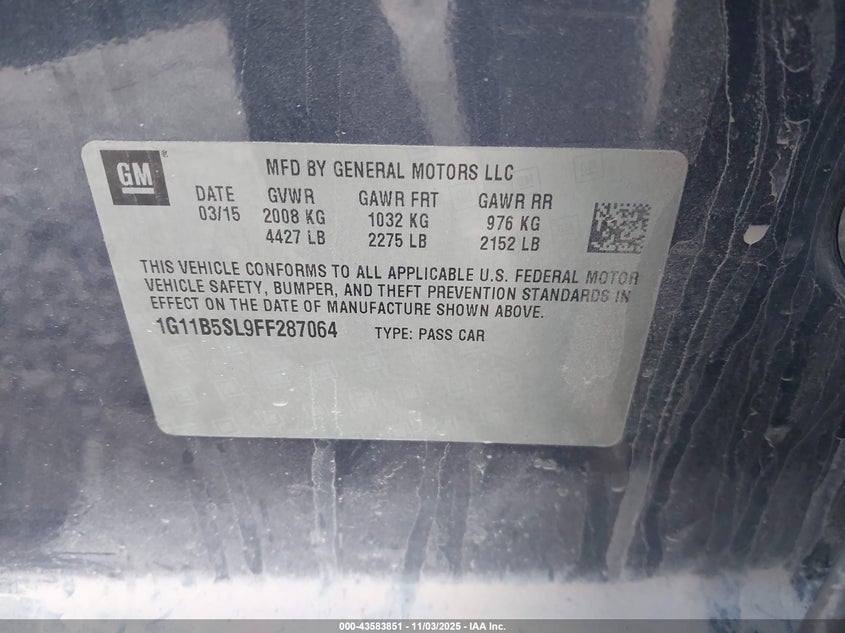 GM
MFD BY GENERAL MOTORS LLC
DATE GVWR GAWR FRT GAWR RR
03/15 2008 KG 1032 KG 976 KG
4427 LB 2275 LB 2152 LB
THIS VEHICLE CONFORMS TO ALL APPLICABLE U.S. FEDERAL MOTOR
VEHICLE SAFETY, BUMPER, AND THEFT PREVENTION STANDARDS IN
EFFECT ON THE DATE OF MANUFACTURE SHOWN ABOVE.
1G11B5SL9FF287064 TYPE: PASS CAR
000-43583851 - 11/03/2025 - IAA Inc.